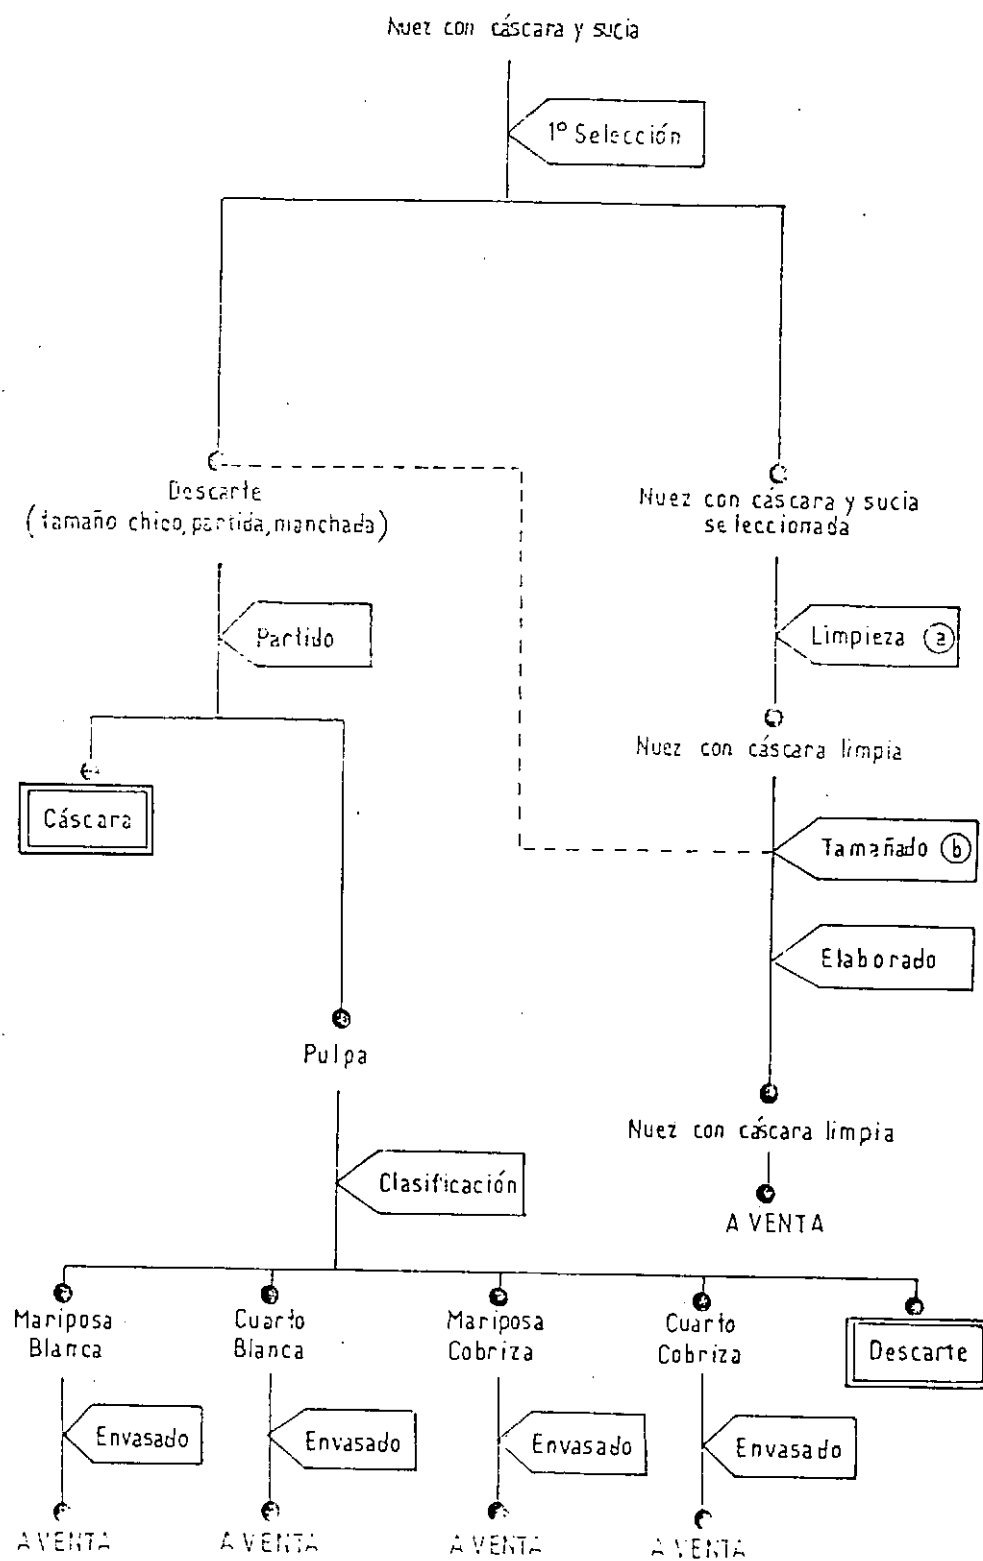 Nuez con cáscara y sucia
1º Selección
Descarte
(tamaño chico, partida, manchada)
Nuez con cáscara y sucia
seleccionada
Partido
Limpieza a
Nuez con cáscara limpia
Cáscara
Tamañado b
Elaborado
Pulpa
Nuez con cáscara limpia
Clasificación
A VENTA
Mariposa
Blanca
Cuarto
Blanca
Mariposa
Cobriza
Cuarto
Cobriza
Descarte
Envasado
Envasado
Envasado
Envasado
A VENTA
A VENTA
A VENTA
A VENTA